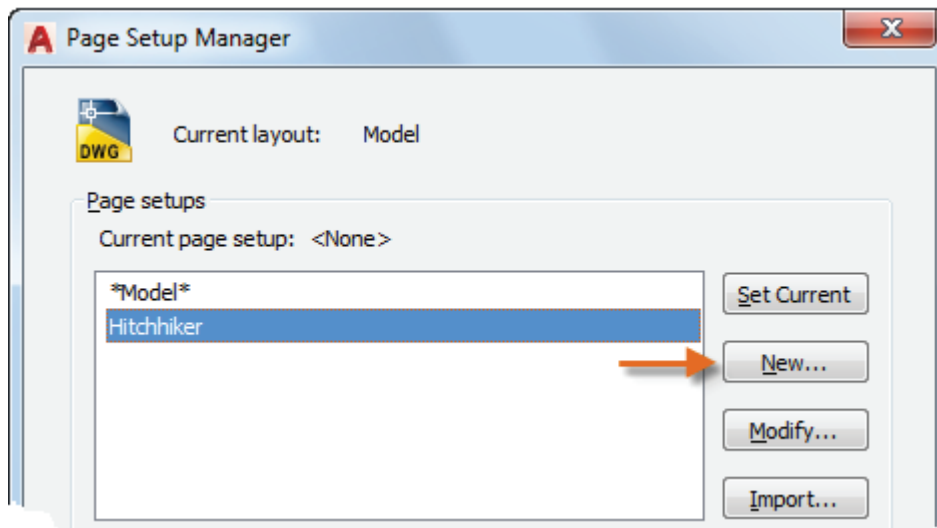 A Page Setup Manager
DWG
Current layout: Model
Page setups
Current page setup: <None>
*Model*
Hitchhiker
Set Current
New...
Modify...
Import...